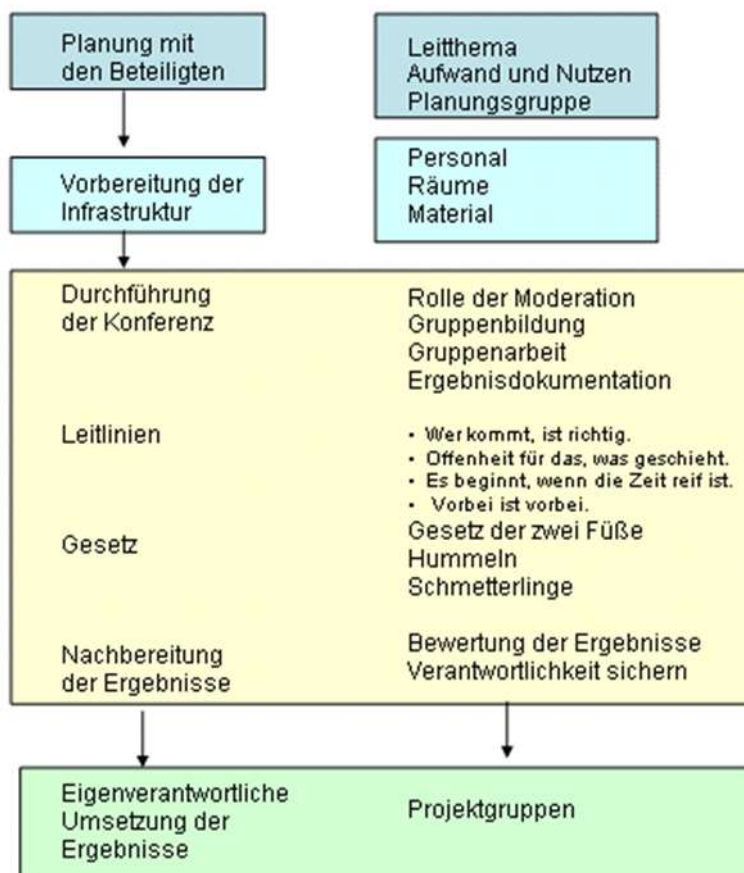 Planung mit
den Beteiligten
Leitthema
Aufwand und Nutzen
Planungsgruppe
Vorbereitung der
Infrastruktur
Personal
Räume
Material
Durchführung
der Konferenz
Rolle der Moderation
Gruppenbildung
Gruppenarbeit
Ergebnisdokumentation
Leitlinien
• Wer kommt, ist richtig.
• Offenheit für das, was geschieht.
• Es beginnt, wenn die Zeit reif ist.
• Vorbei ist vorbei.
Gesetz
Gesetz der zwei Füße
Hummeln
Schmetterlinge
Nachbereitung
der Ergebnisse
Bewertung der Ergebnisse
Verantwortlichkeit sichern
Eigenverantwortliche
Umsetzung der
Ergebnisse
Projektgruppen